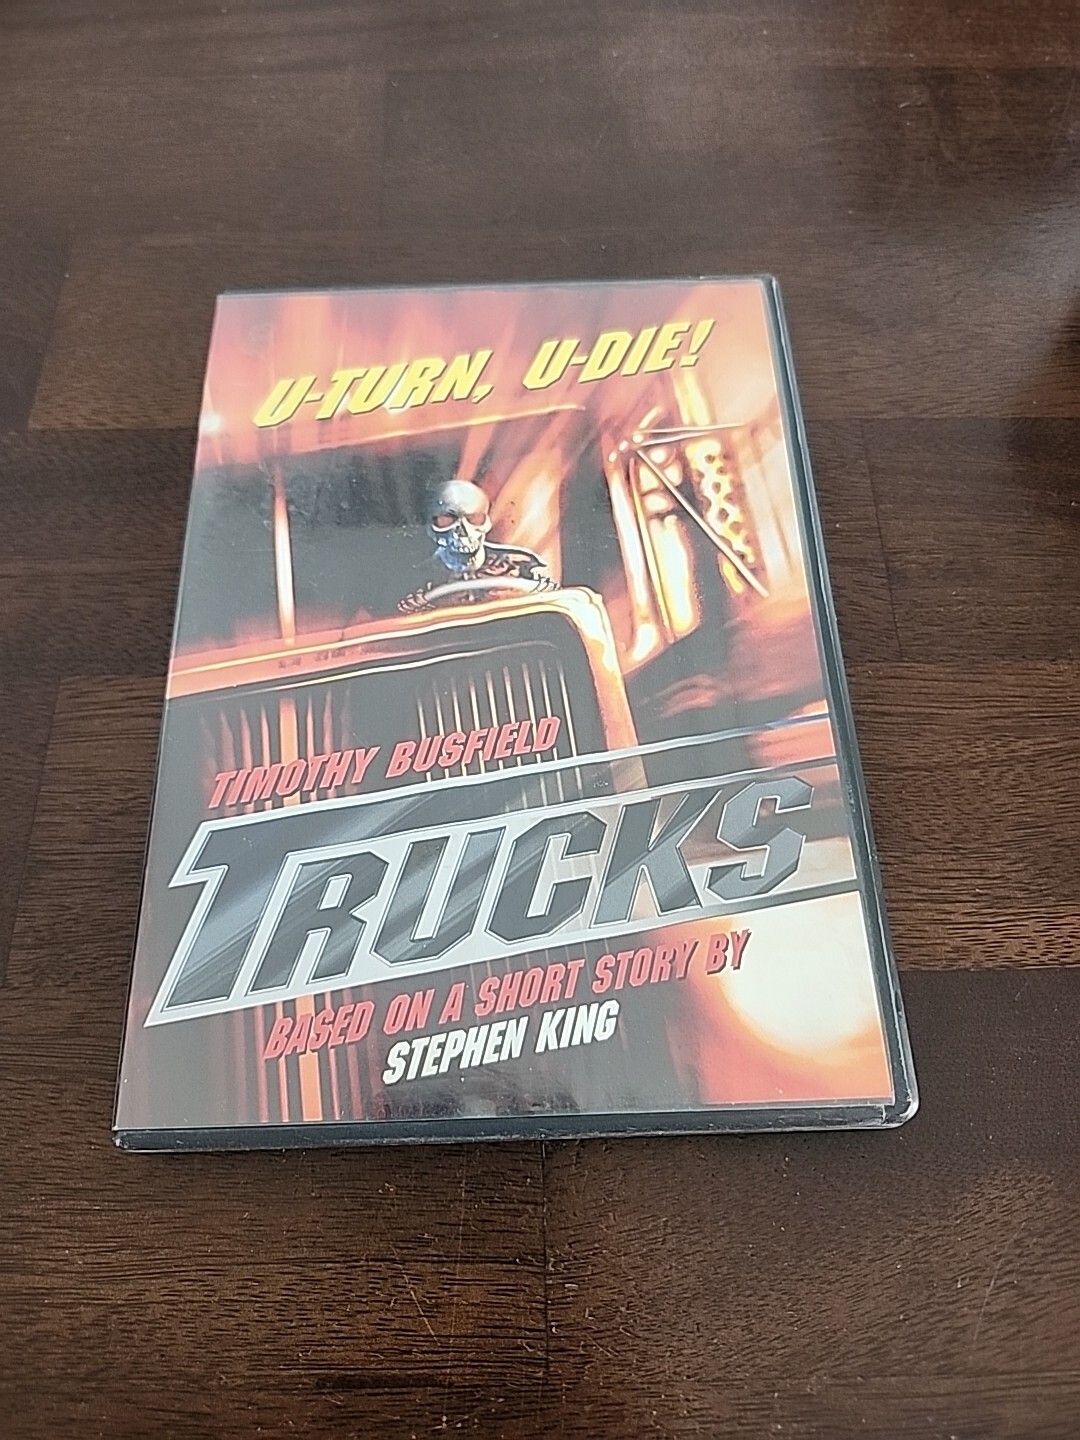 U-TURN, U-DIE!
TIMOTHY BUSFIELD
TRUCKS
BASED ON A SHORT STORY BY
STEPHEN KING